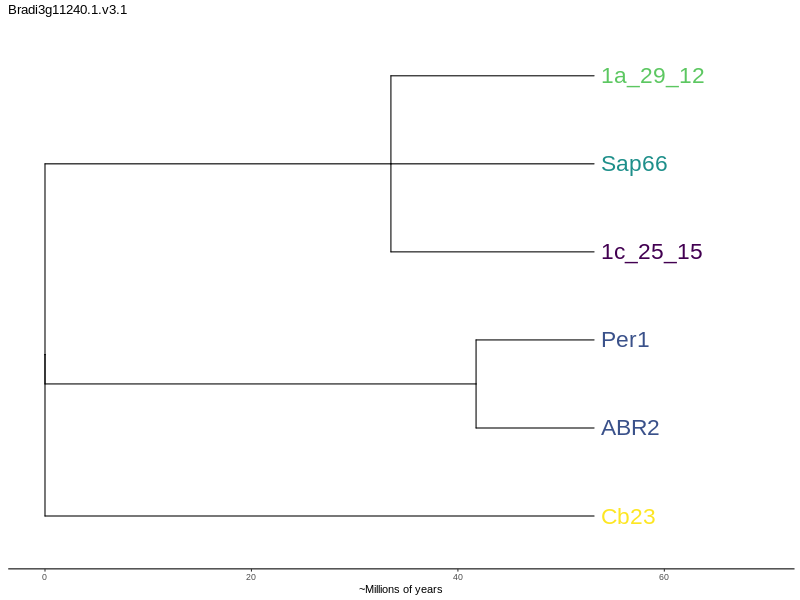 Bradi3g11240.1.v3.1
1a_29_12
Sap66
1c_25_15
Per1
ABR2
Cb23
0 20 40 60
~Millions of years